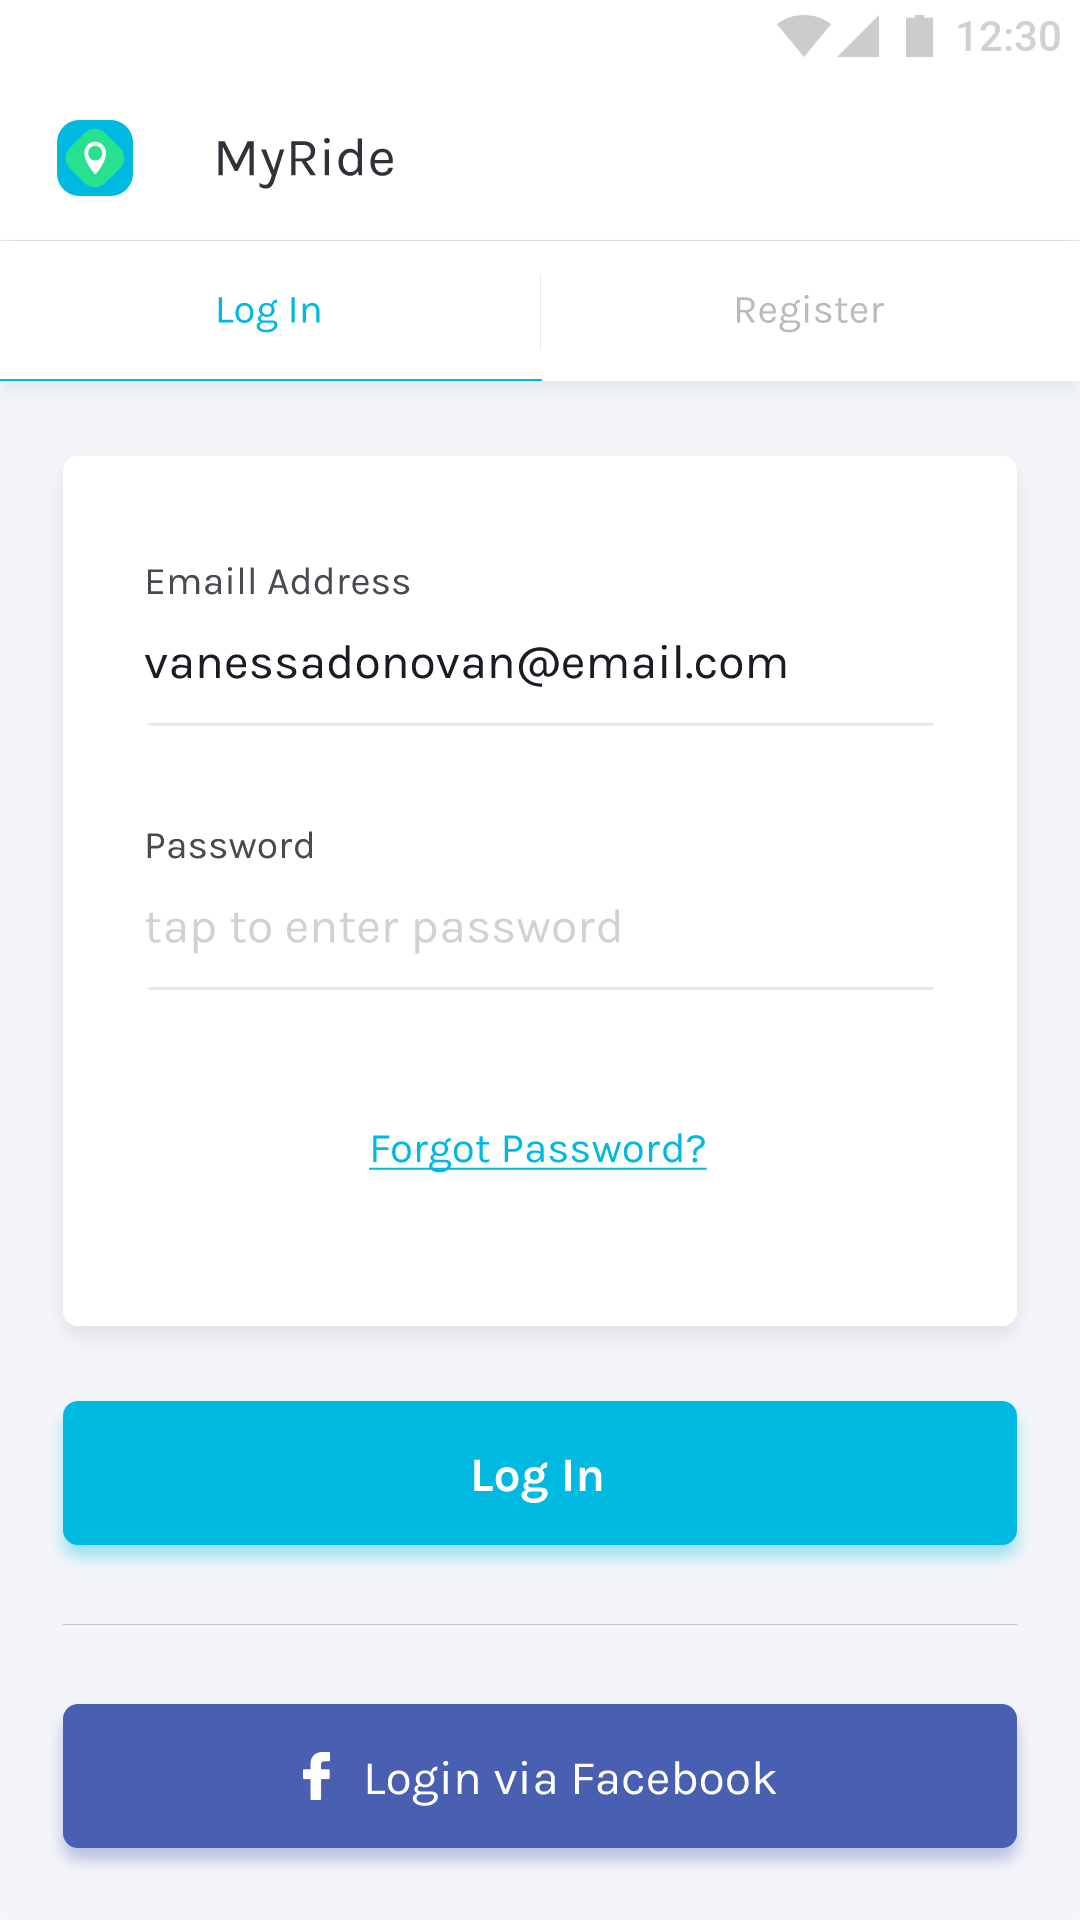 12:30
MyRide
Log In
Register
Emaill Address
vanessadonovan@email.com
Password
tap to enter password
Forgot Password?
Log In
Login via Facebook